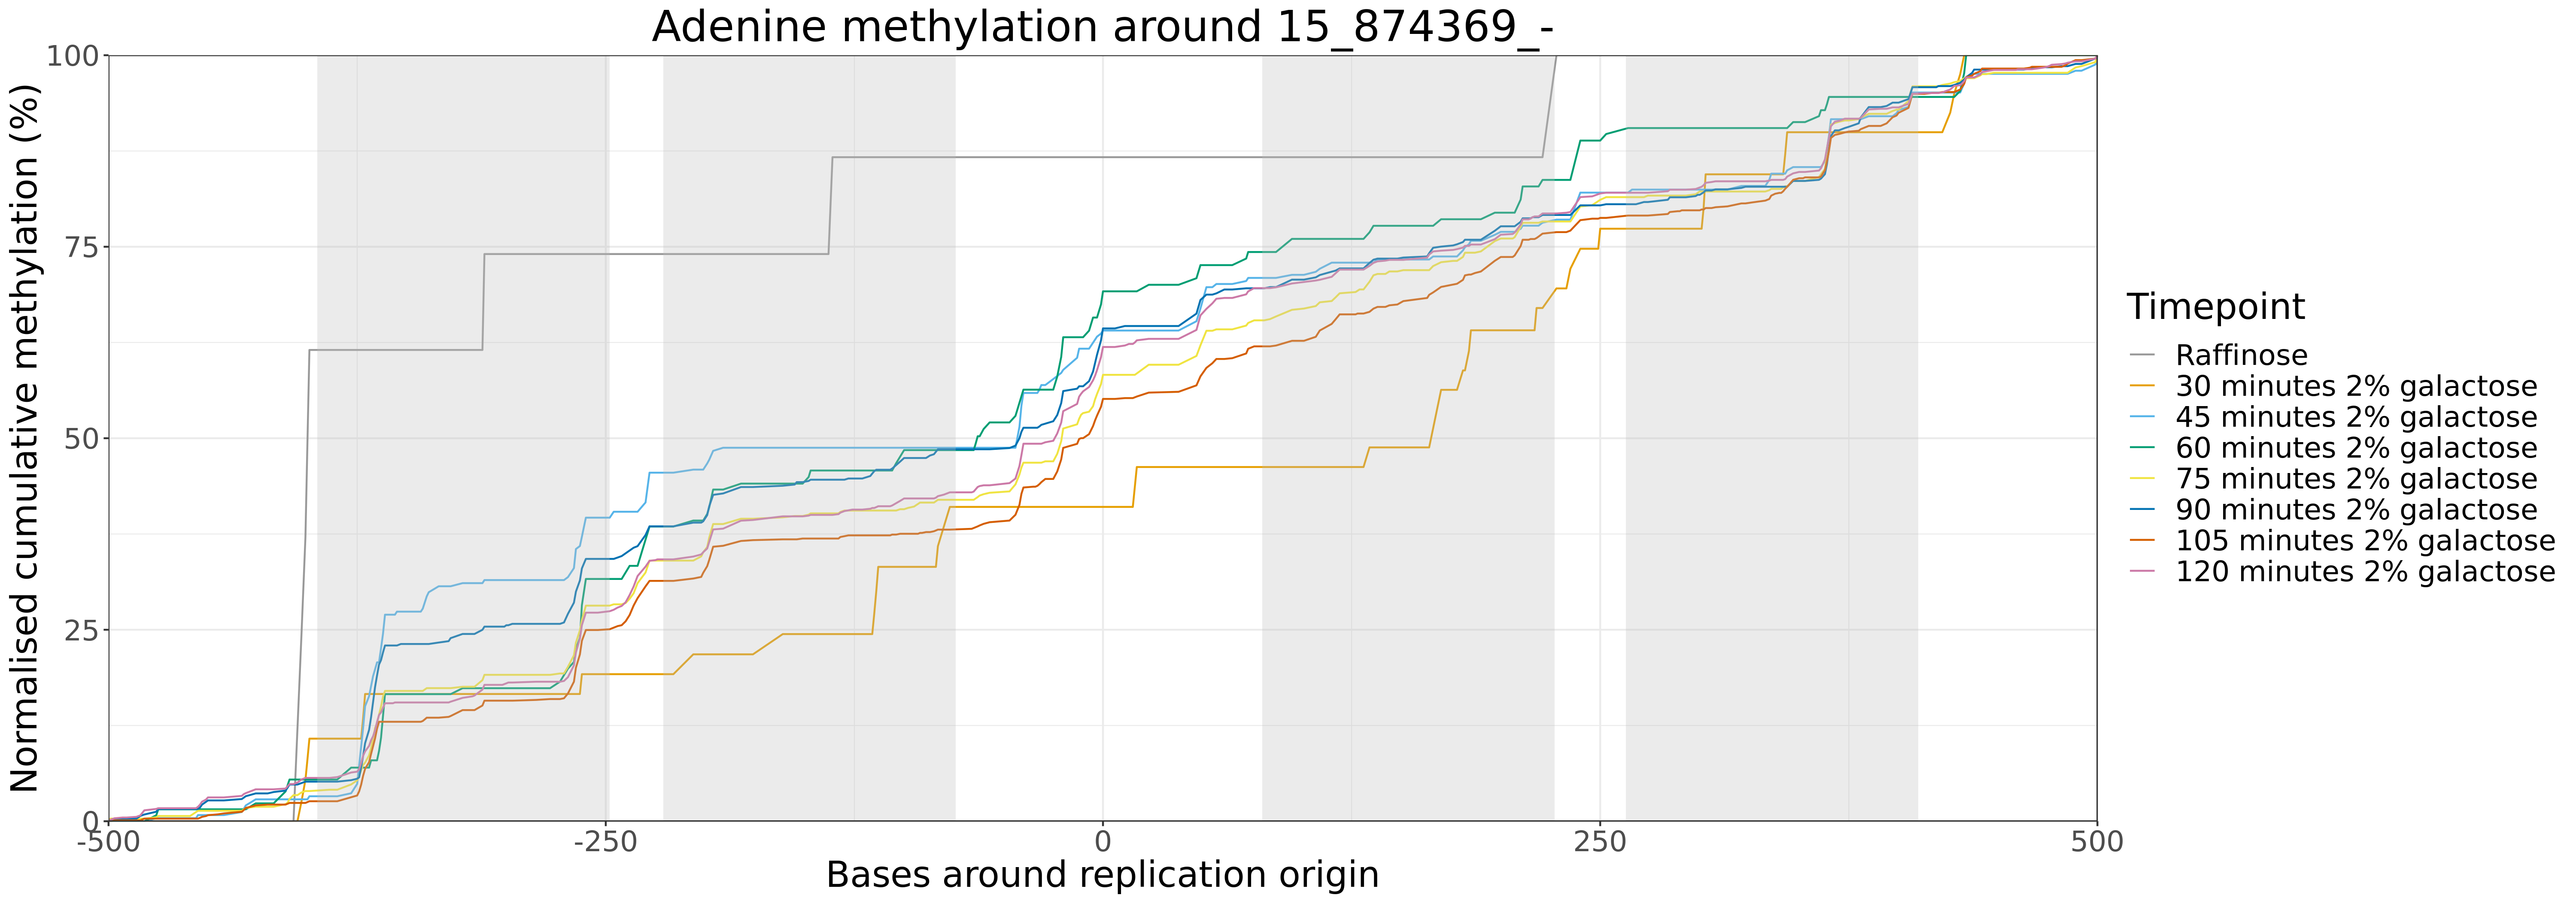 Adenine methylation around 15_874369_-
Normalised cumulative methylation (%)
100
75
50
25
0
-500
-250
0
250
500
Bases around replication origin
Timepoint
Raffinose
30 minutes 2% galactose
45 minutes 2% galactose
60 minutes 2% galactose
75 minutes 2% galactose
90 minutes 2% galactose
105 minutes 2% galactose
120 minutes 2% galactose